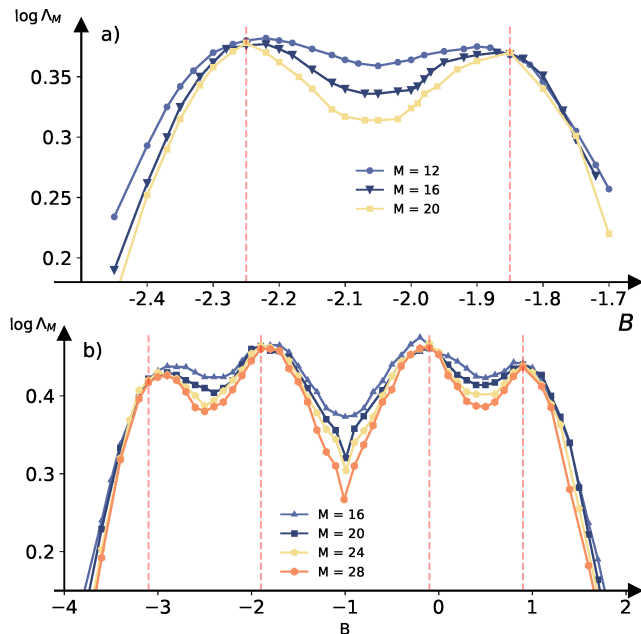 log Λ_M
a)
0.35
0.3
0.25
0.2
M = 12
M = 16
M = 20
-2.4 -2.3 -2.2 -2.1 -2.0 -1.9 -1.8 -1.7
B
log Λ_M
b)
0.4
0.3
0.2
M = 16
M = 20
M = 24
M = 28
−4 −3 −2 −1 0 1 2
B